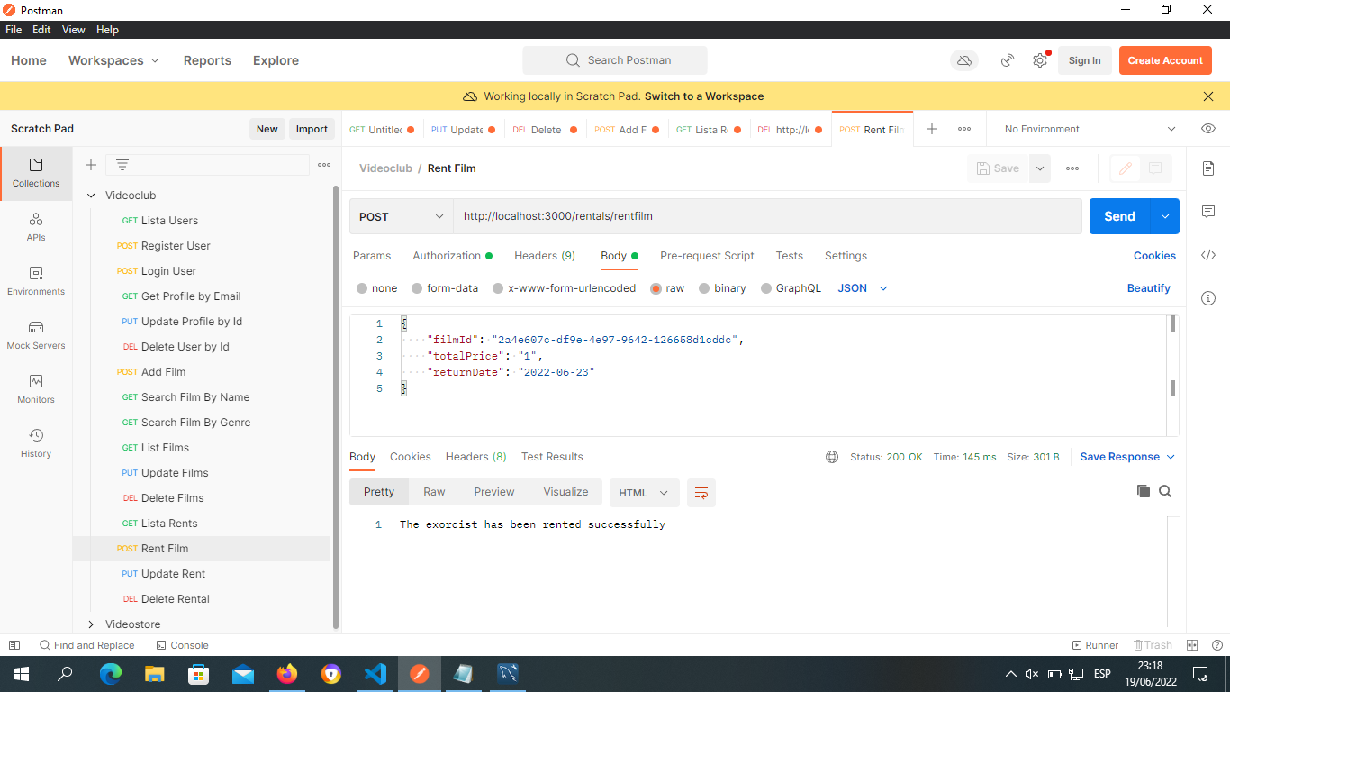 Postman
File Edit View Help
Home Workspaces Reports Explore Search Postman Sign In Create Account
Working locally in Scratch Pad. Switch to a Workspace
Scratch Pad New Import
GET Untitle POST Rent Film
PUT Update
DEL Delete
POST Add F
GET Lista R
DEL http://l
No Environment
Collections
APIs
Environments
Mock Servers
Monitors
History
Videoclub
GET Lista Users
POST Register User
POST Login User
GET Get Profile by Email
PUT Update Profile by Id
DEL Delete User by Id
POST Add Film
GET Search Film By Name
GET Search Film By Genre
GET List Films
PUT Update Films
DEL Delete Films
GET Lista Rents
POST Rent Film
PUT Update Rent
DEL Delete Rental
Videostore
Videoclub / Rent Film Save
POST http://localhost:3000/rentals/rentfilm Send
Params Authorization Headers (9) Body Pre-request Script Tests Settings Cookies
none form-data x-www-form-urlencoded raw binary GraphQL JSON Beautify
1 {
2 "filmId": "2a4e607c-df9e-4e97-9642-126658d1cddc",
3 "totalPrice": "1",
4 "returnDate": "2022-06-23"
5 }
Body Cookies Headers (8) Test Results Status: 200 OK Time: 145 ms Size: 301 B Save Response
Pretty Raw Preview Visualize HTML
1 The exorcist has been rented successfully
Find and Replace Console Runner Trash
ESP 23:18
19/06/2022